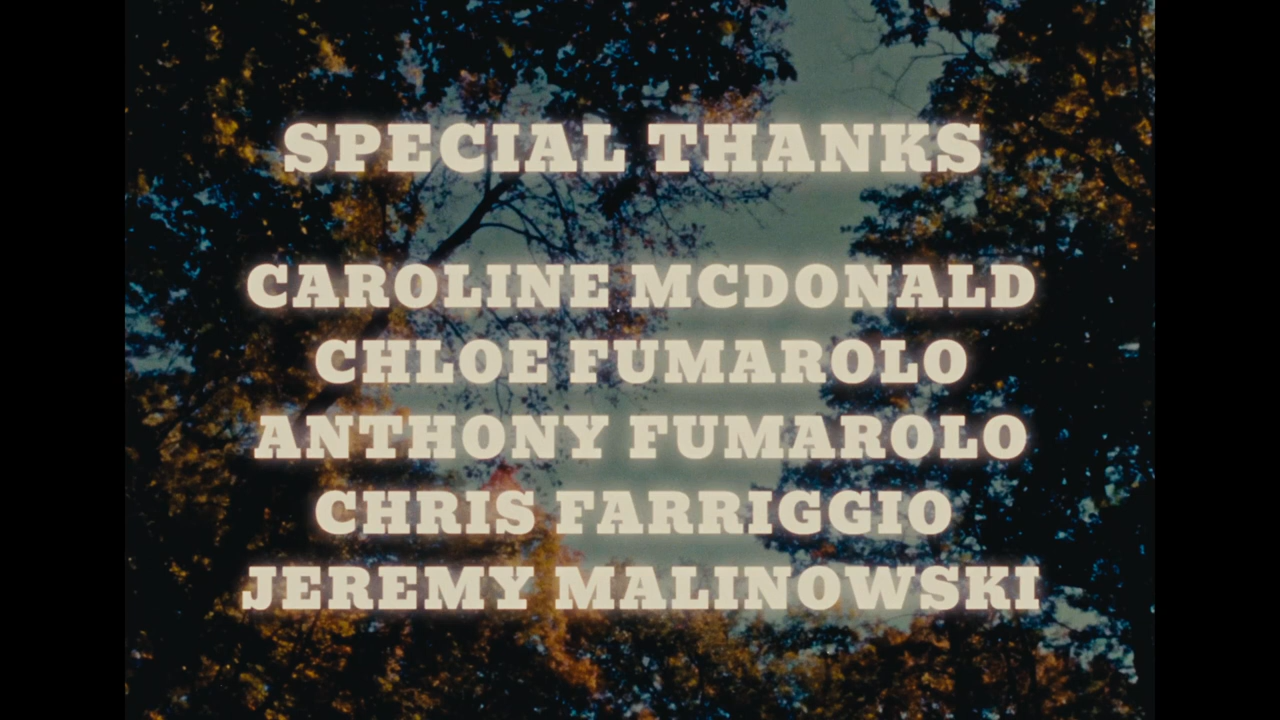 SPECIAL THANKS
CAROLINE MCDONALD
CHLOE FUMAROLO
ANTHONY FUMAROLO
CHRIS FARRIGGIO
JEREMY MALINOWSKI